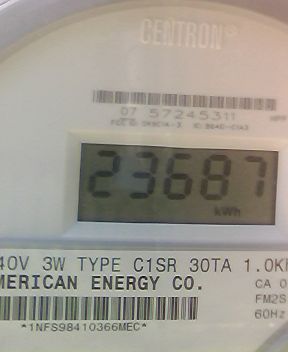 CENTRON®
07 57245311
23687
kWh
40V 3W TYPE C1SR 30TA 1.0K
MERICAN ENERGY CO.
CA 0
FM2S
60Hz
*1NFS98410366MEC*